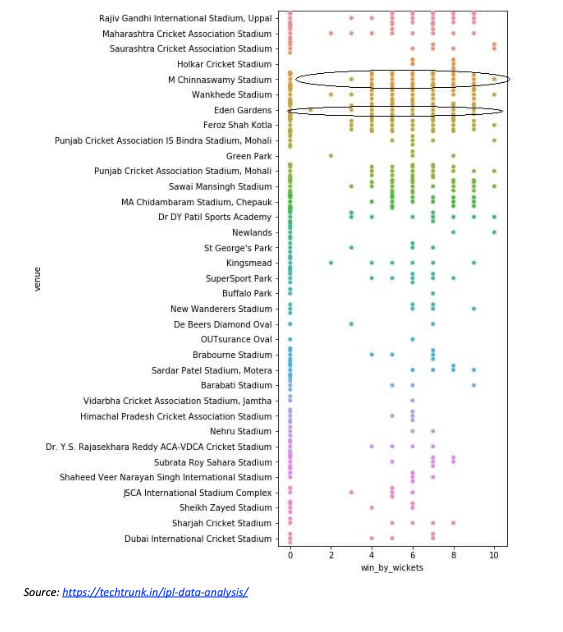 Rajiv Gandhi International Stadium, Uppal
Maharashtra Cricket Association Stadium
Saurashtra Cricket Association Stadium
Holkar Cricket Stadium
M Chinnaswamy Stadium
Wankhede Stadium
Eden Gardens
Feroz Shah Kotla
Punjab Cricket Association IS Bindra Stadium, Mohali
Green Park
Punjab Cricket Association Stadium, Mohali
Sawai Mansingh Stadium
MA Chidambaram Stadium, Chepauk
Dr DY Patil Sports Academy
Newlands
St George's Park
Kingsmead
SuperSport Park
Buffalo Park
New Wanderers Stadium
De Beers Diamond Oval
OUTsurance Oval
Brabourne Stadium
Sardar Patel Stadium, Motera
Barabati Stadium
Vidarbha Cricket Association Stadium, Jamtha
Himachal Pradesh Cricket Association Stadium
Nehru Stadium
Dr. Y.S. Rajasekhara Reddy ACA-VDCA Cricket Stadium
Subrata Roy Sahara Stadium
Shaheed Veer Narayan Singh International Stadium
JSCA International Stadium Complex
Sheikh Zayed Stadium
Sharjah Cricket Stadium
Dubai International Cricket Stadium
venue
0 2 4 6 8 10
win_by_wickets
Source: https://techtrunk.in/ipl-data-analysis/